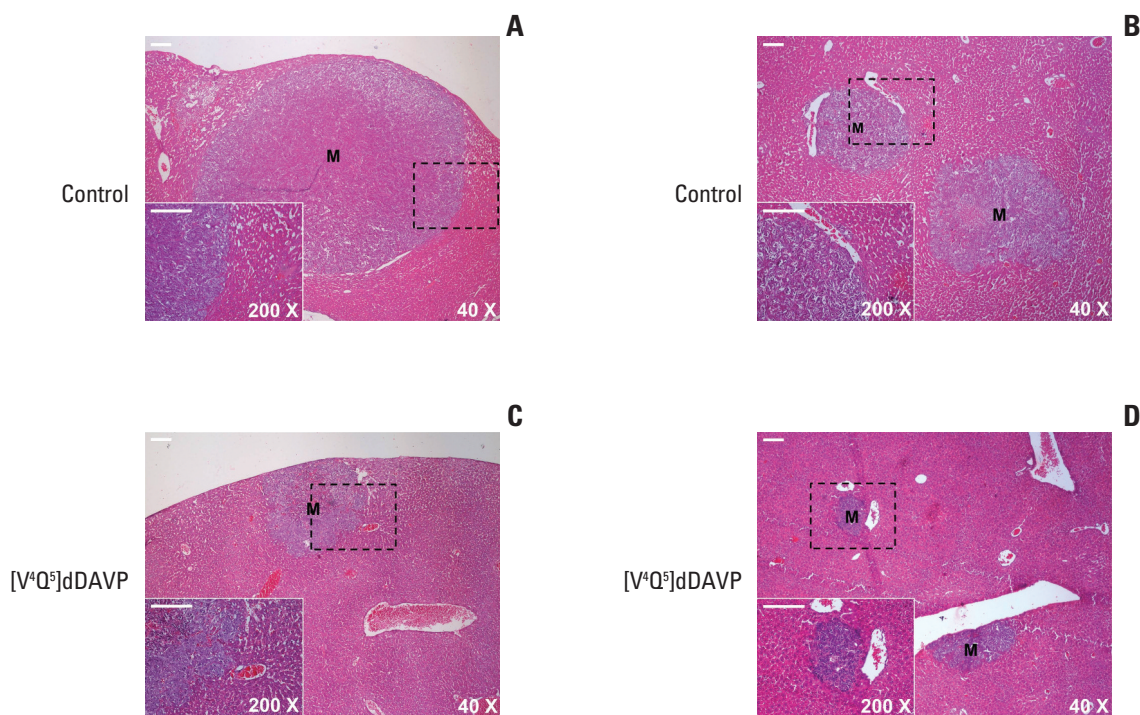 A
Control
M
200 X
40 X
B
Control
M
M
200 X
40 X
C
[V⁴Q⁵]dDAVP
M
200 X
40 X
D
[V⁴Q⁵]dDAVP
M
M
200 X
40 X